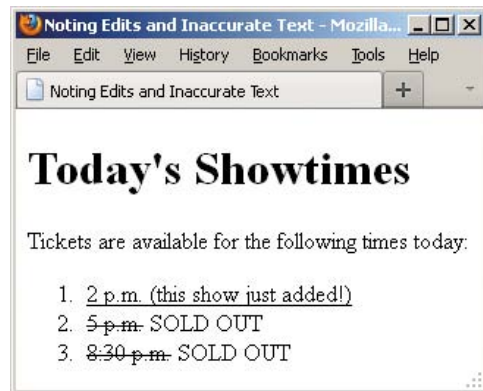 Noting Edits and Inaccurate Text - Mozilla...
File Edit View History Bookmarks Tools Help
Noting Edits and Inaccurate Text
Today's Showtimes
Tickets are available for the following times today:
1. 2 p.m. (this show just added!)
2. 5 p.m. SOLD OUT
3. 8:30 p.m. SOLD OUT